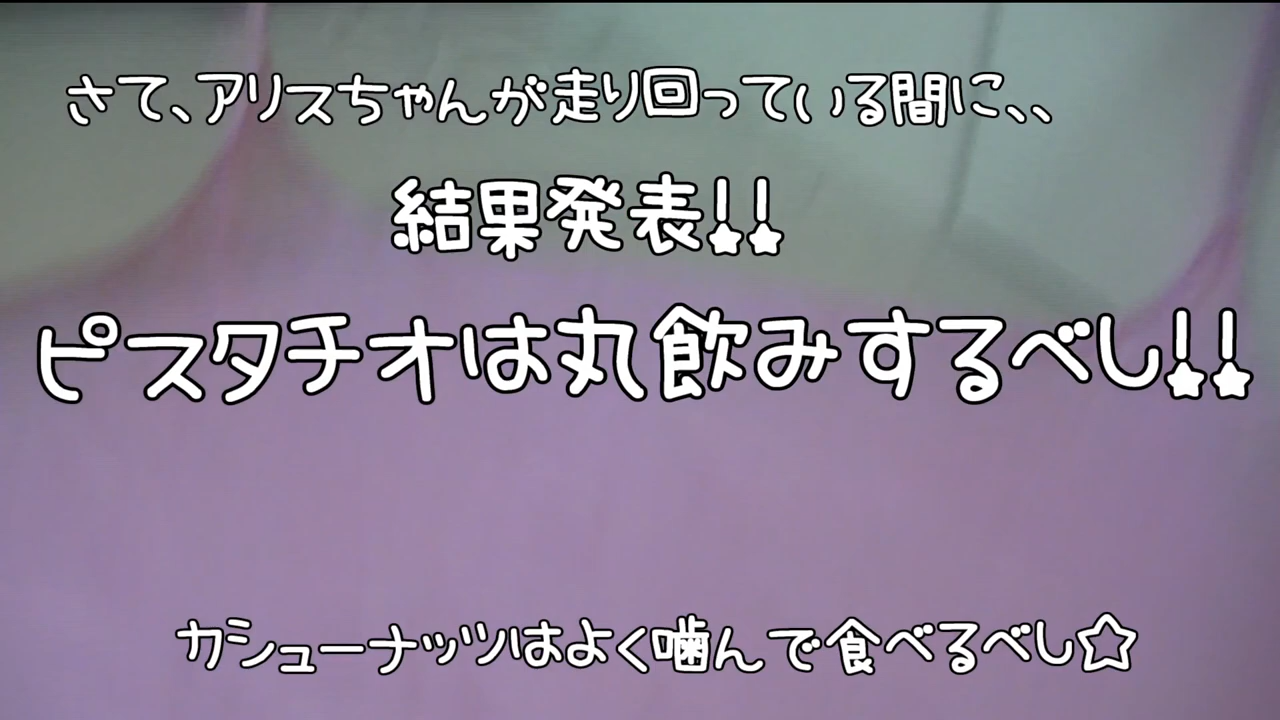 さて、アリスちゃんが走り回っている間に、、
結果発表!!
ピスタチオは丸飲みするべし!!
カシューナッツはよく噛んで食べるべし☆